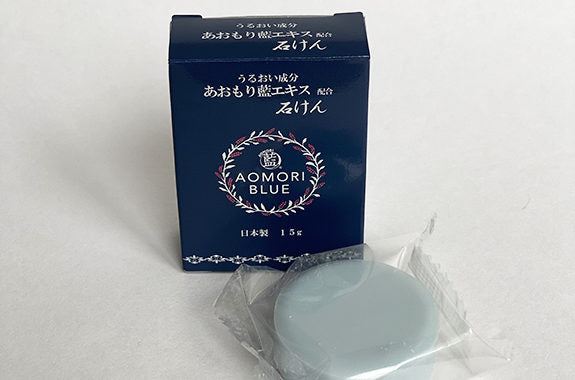 うるおい成分
あおもり藍エキス 配合
石けん
うるおい成分
あおもり藍エキス 配合
石けん
藍
AOMORI
BLUE
日本製 15g